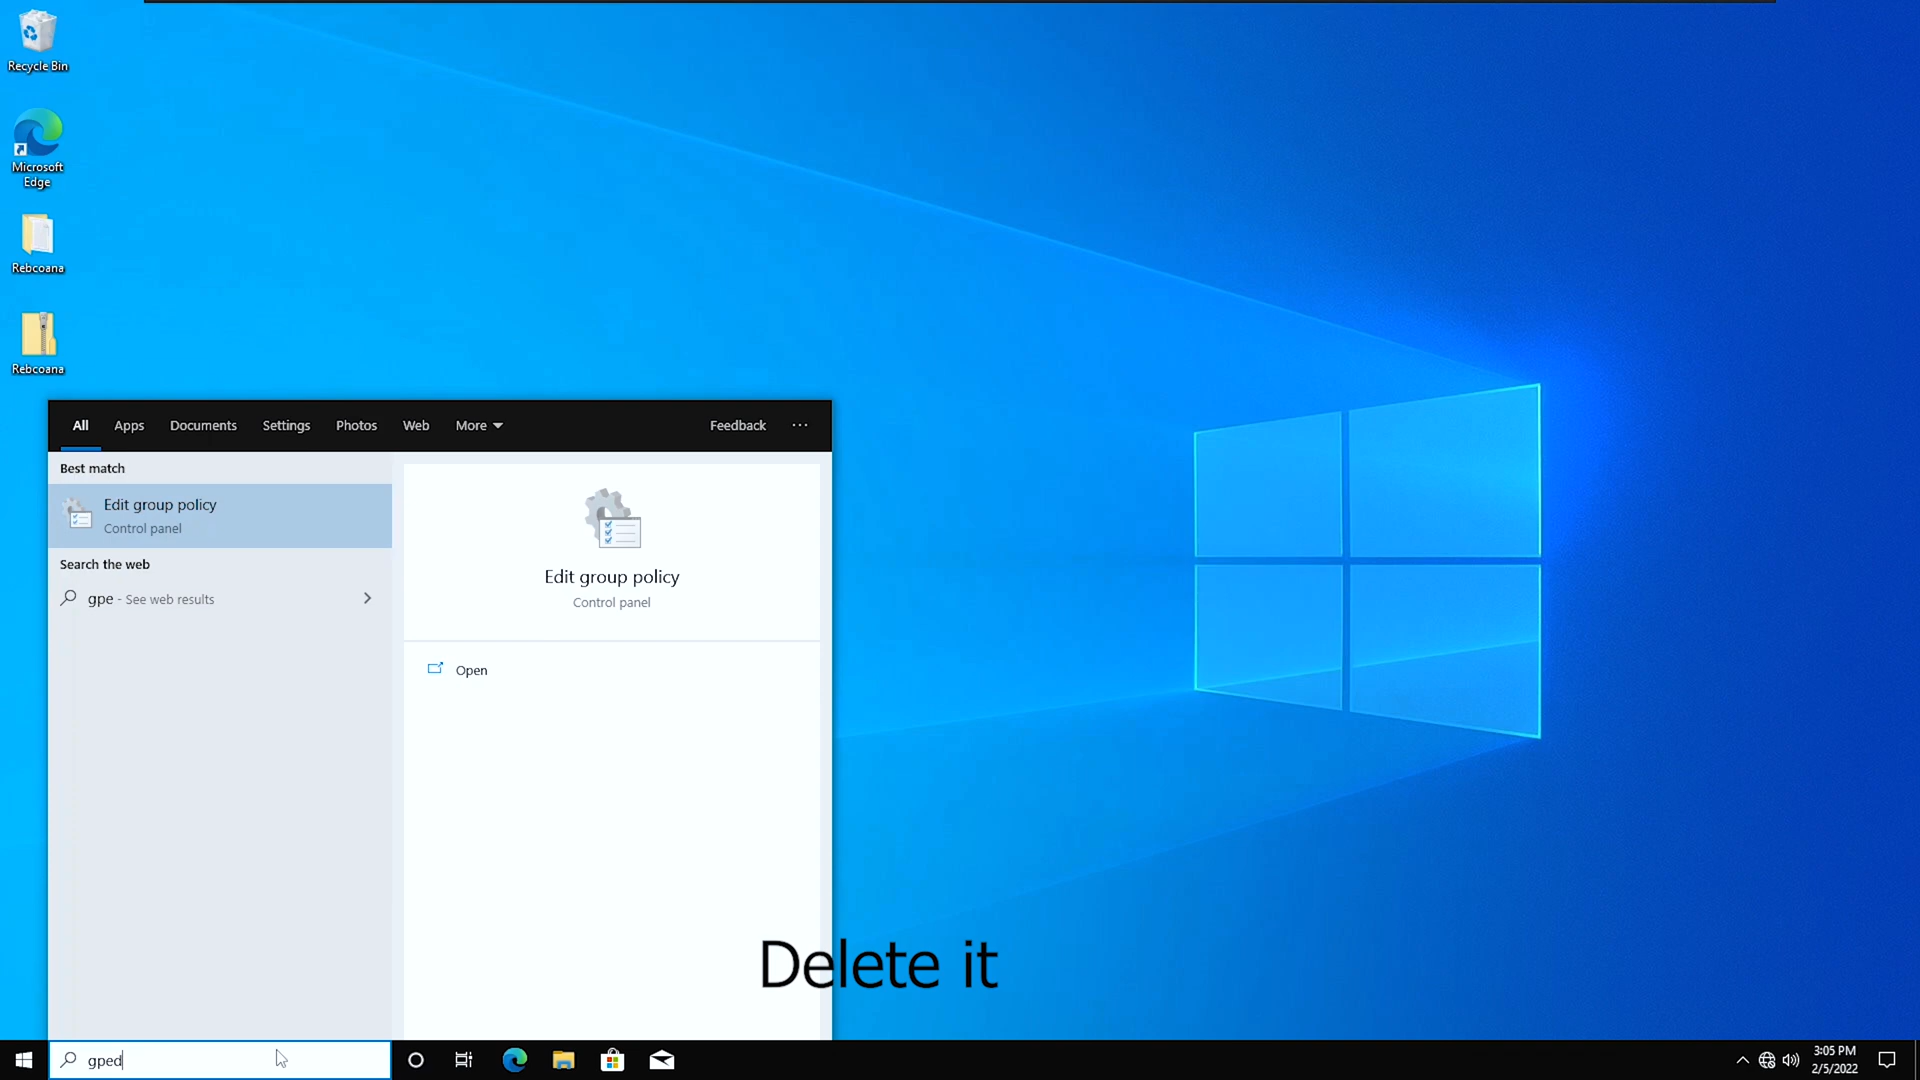 Recycle Bin
Microsoft
Edge
Rebcoana
Rebcoana
All Apps Documents Settings Photos Web More Feedback ...
Best match
Edit group policy
Control panel
Search the web
gpe - See web results
Edit group policy
Control panel
Open
Delete it
gped
3:05 PM
2/5/2022